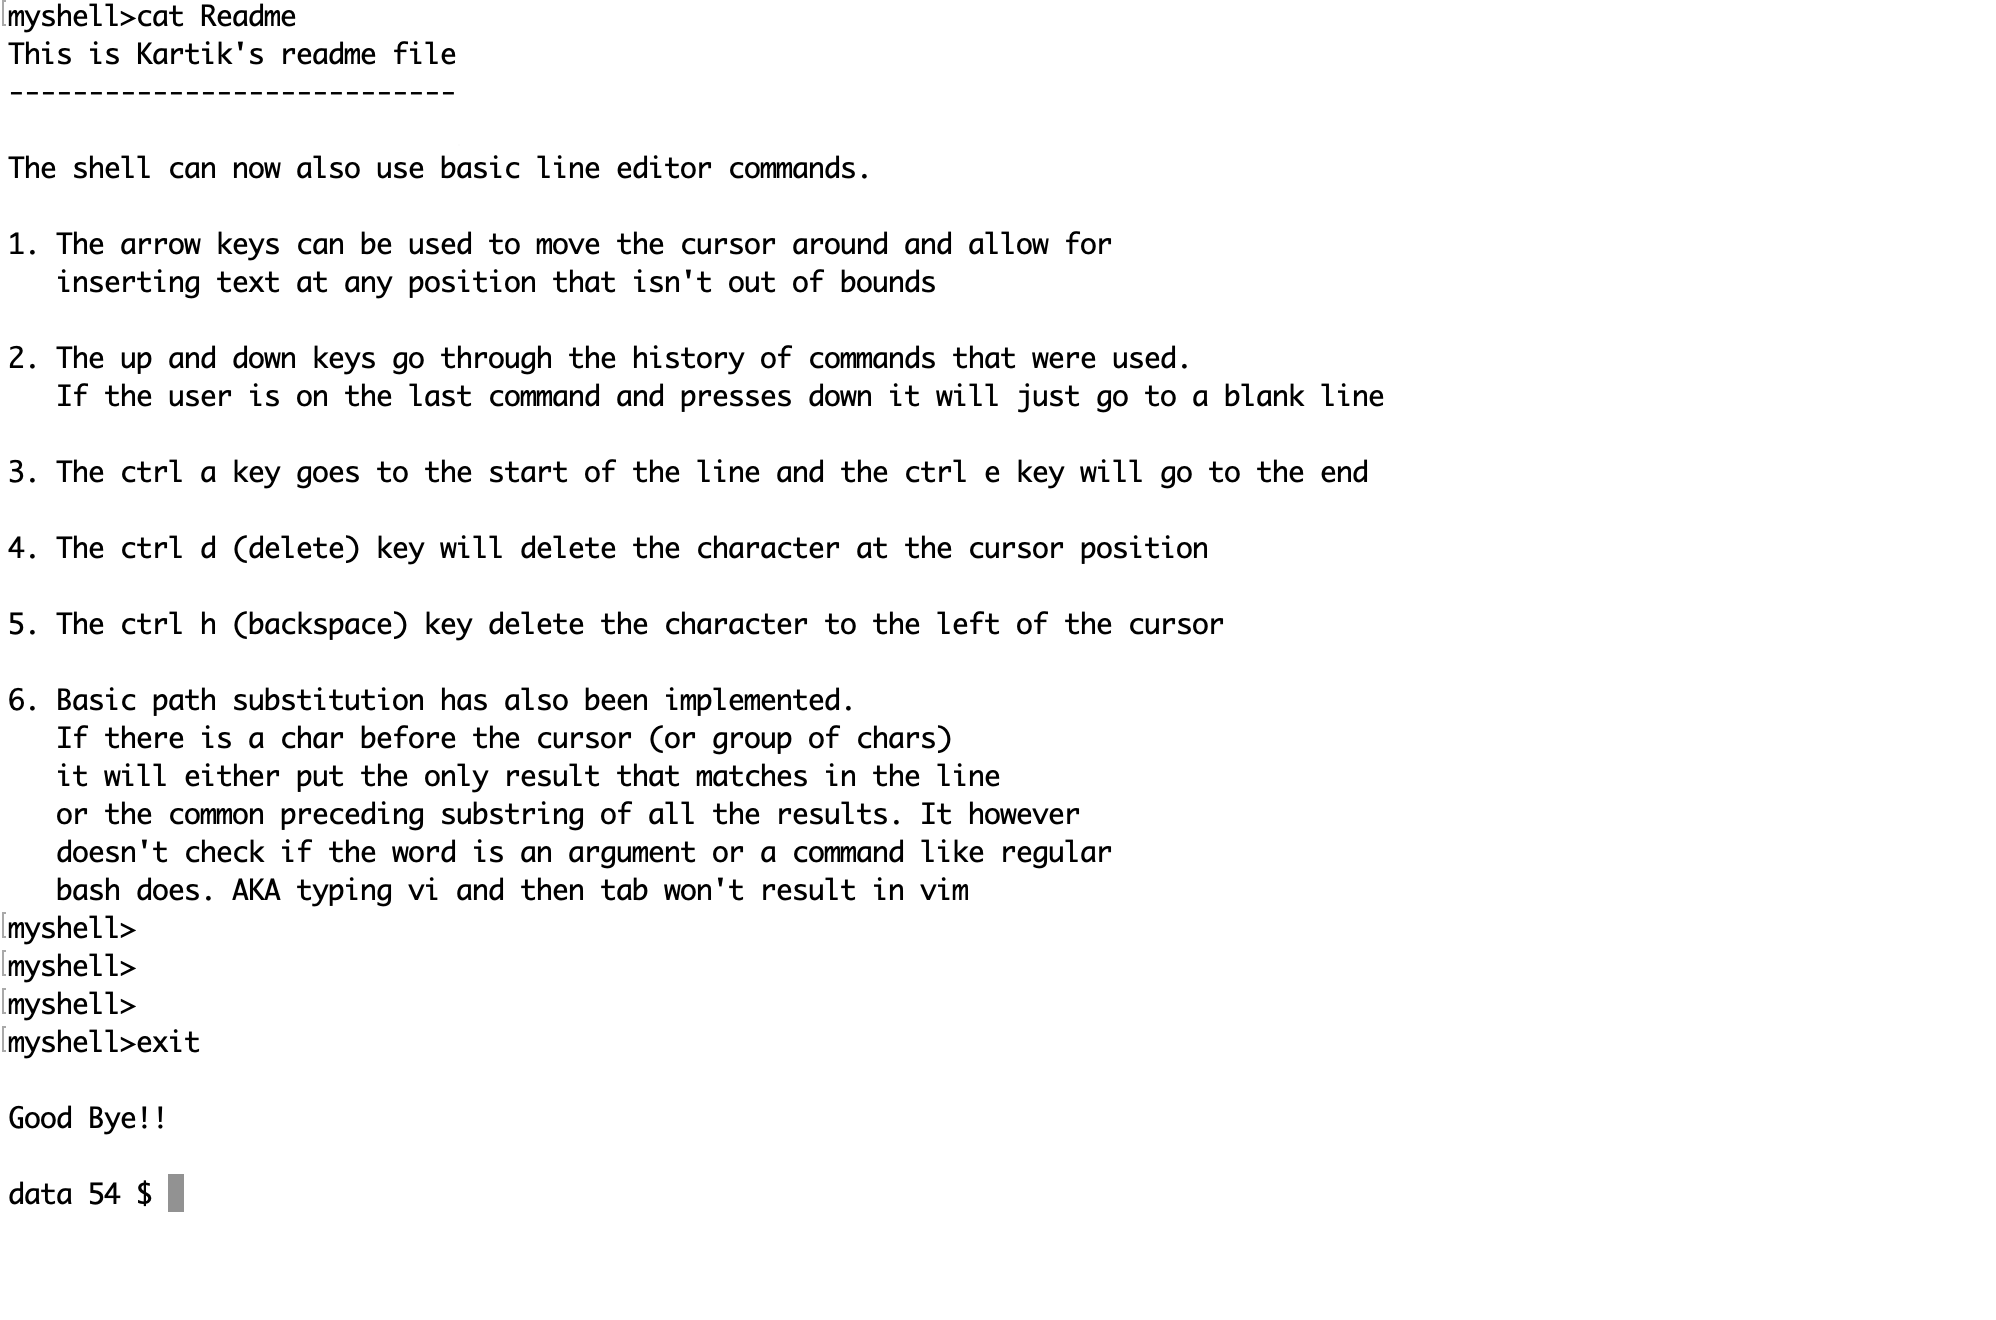 myshell>cat Readme
This is Kartik's readme file
----------------------------
The shell can now also use basic line editor commands.
1. The arrow keys can be used to move the cursor around and allow for
   inserting text at any position that isn't out of bounds
2. The up and down keys go through the history of commands that were used.
   If the user is on the last command and presses down it will just go to a blank line
3. The ctrl a key goes to the start of the line and the ctrl e key will go to the end
4. The ctrl d (delete) key will delete the character at the cursor position
5. The ctrl h (backspace) key delete the character to the left of the cursor
6. Basic path substitution has also been implemented.
   If there is a char before the cursor (or group of chars)
   it will either put the only result that matches in the line
   or the common preceding substring of all the results. It however
   doesn't check if the word is an argument or a command like regular
   bash does. AKA typing vi and then tab won't result in vim
myshell>
myshell>
myshell>
myshell>exit
Good Bye!!
data 54 $